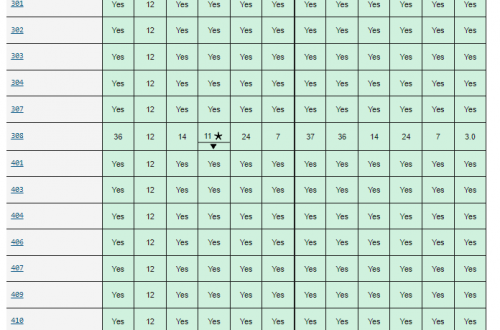 301 Yes 12 Yes Yes Yes Yes Yes Yes Yes Yes Yes Yes
302 Yes 12 Yes Yes Yes Yes Yes Yes Yes Yes Yes Yes
303 Yes 12 Yes Yes Yes Yes Yes Yes Yes Yes Yes Yes
304 Yes 12 Yes Yes Yes Yes Yes Yes Yes Yes Yes Yes
307 Yes 12 Yes Yes Yes Yes Yes Yes Yes Yes Yes Yes
308 36 12 14 11 ★ 24 7 37 36 14 24 7 3.0
401 Yes 12 Yes Yes Yes Yes Yes Yes Yes Yes Yes Yes
403 Yes 12 Yes Yes Yes Yes Yes Yes Yes Yes Yes Yes
404 Yes 12 Yes Yes Yes Yes Yes Yes Yes Yes Yes Yes
406 Yes 12 Yes Yes Yes Yes Yes Yes Yes Yes Yes Yes
407 Yes 12 Yes Yes Yes Yes Yes Yes Yes Yes Yes Yes
409 Yes 12 Yes Yes Yes Yes Yes Yes Yes Yes Yes Yes
410 Yes 12 Yes Yes Yes Yes Yes Yes Yes Yes Yes Yes